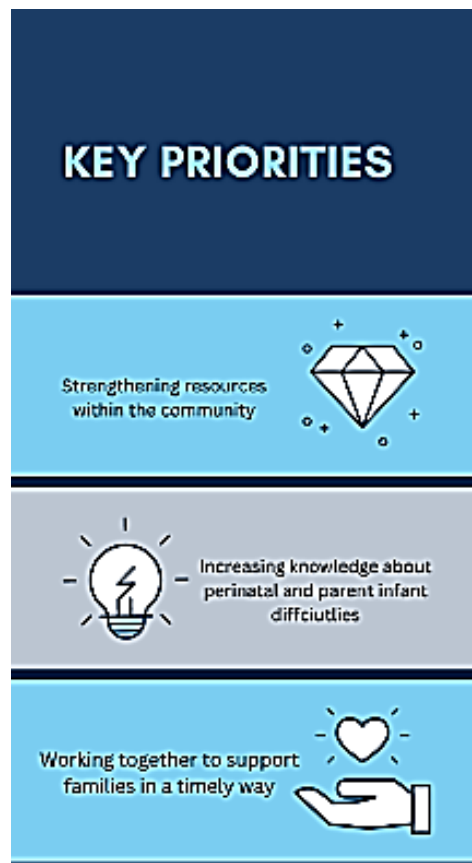 KEY PRIORITIES
Strengthening resources
within the community
Increasing knowledge about
perinatal and parent infant
diffciutlies
Working together to support
families in a timely way